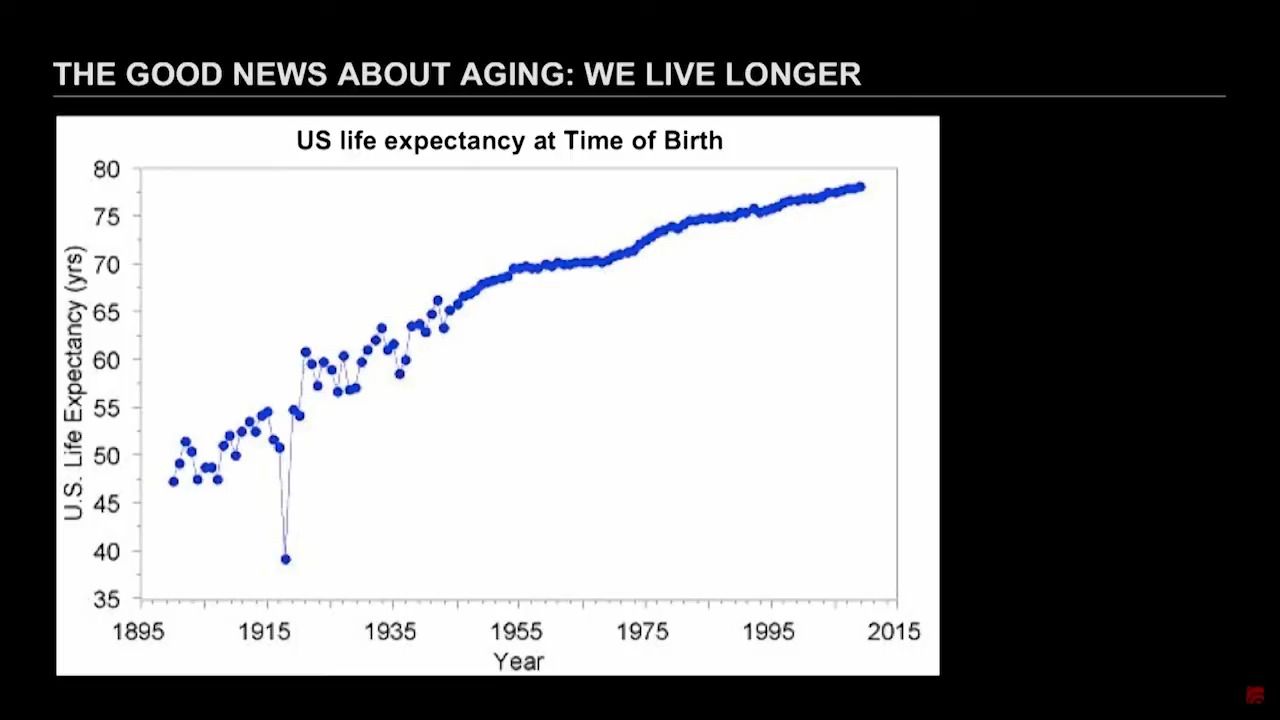 THE GOOD NEWS ABOUT AGING: WE LIVE LONGER
US life expectancy at Time of Birth
U.S. Life Expectancy (yrs)
80
75
70
65
60
55
50
45
40
35
1895 1915 1935 1955 1975 1995 2015
Year